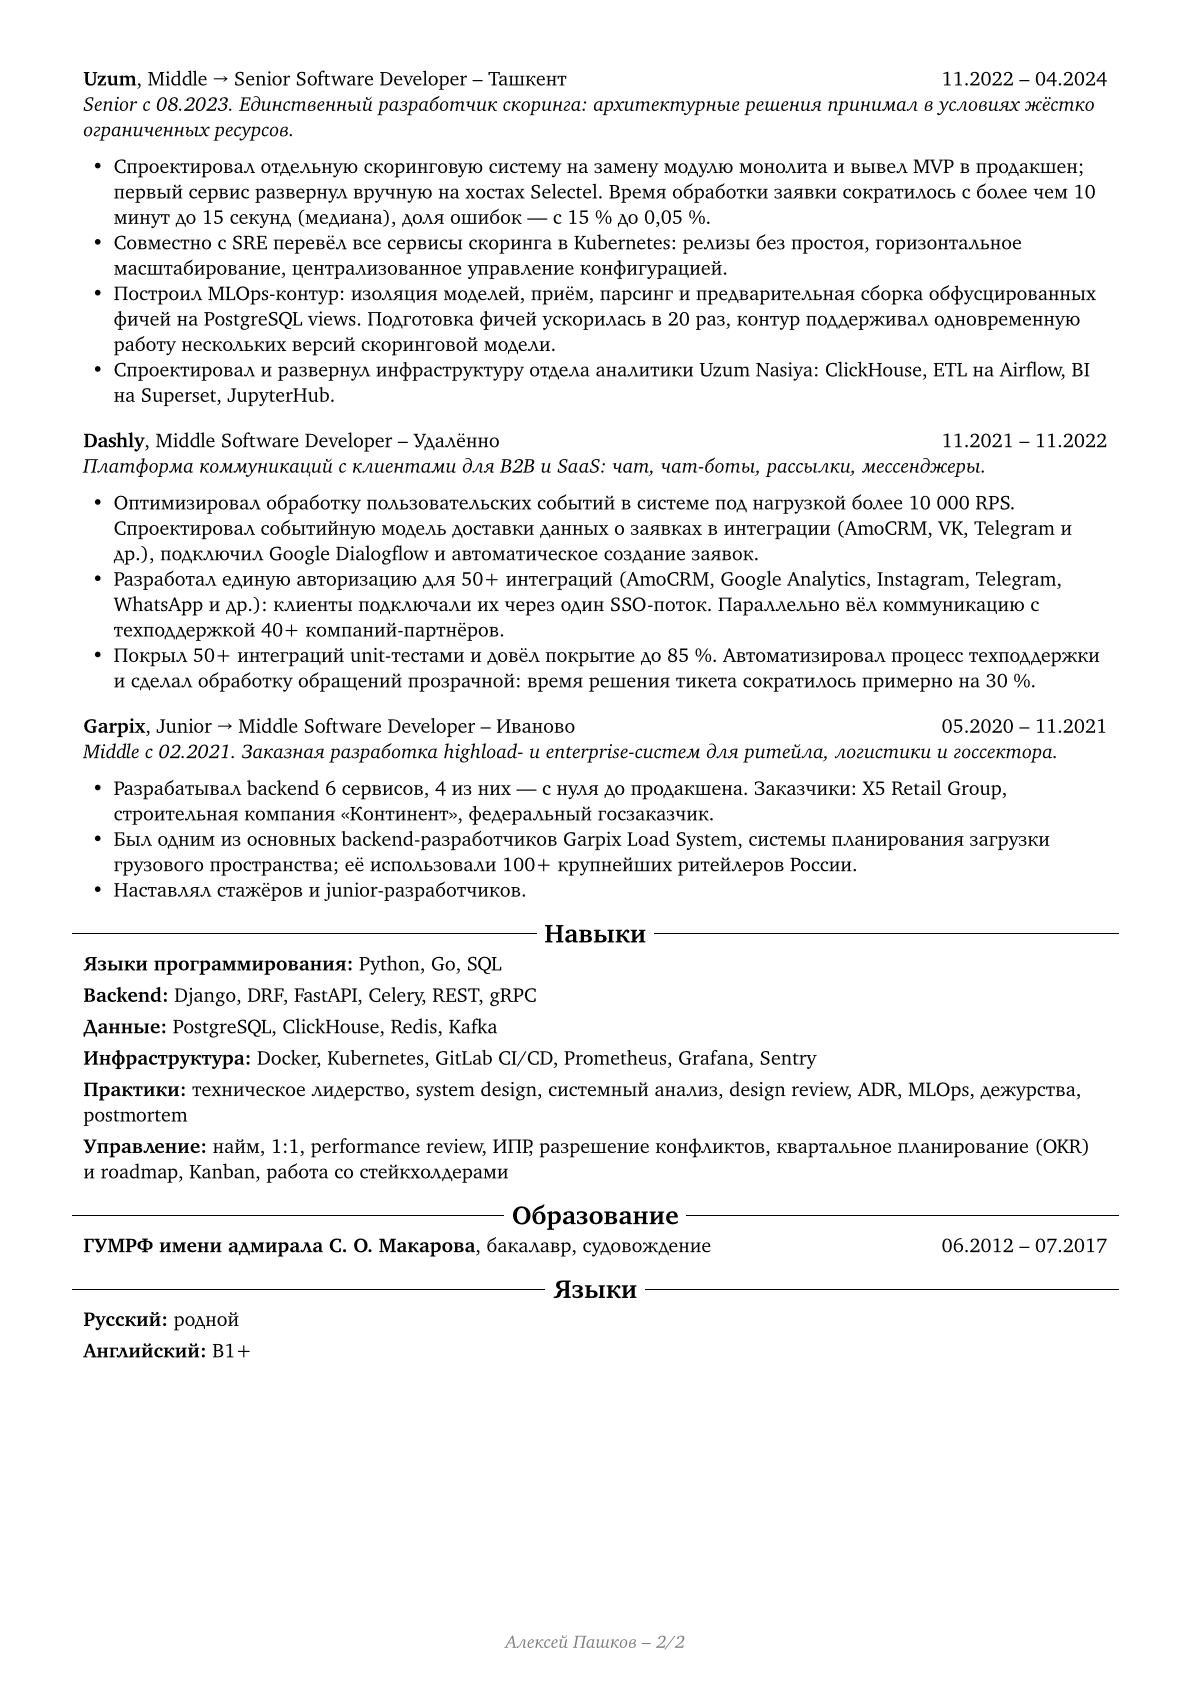 Uzum, Middle → Senior Software Developer – Ташкент 11.2022 – 04.2024
Senior с 08.2023. Единственный разработчик скоринга: архитектурные решения принимал в условиях жёстко
ограниченных ресурсов.
• Спроектировал отдельную скоринговую систему на замену модулю монолита и вывел MVP в продакшен;
первый сервис развернул вручную на хостах Selectel. Время обработки заявки сократилось с более чем 10
минут до 15 секунд (медиана), доля ошибок — с 15 % до 0,05 %.
• Совместно с SRE перевёл все сервисы скоринга в Kubernetes: релизы без простоя, горизонтальное
масштабирование, централизованное управление конфигурацией.
• Построил MLOps-контур: изоляция моделей, приём, парсинг и предварительная сборка обфусцированных
фичей на PostgreSQL views. Подготовка фичей ускорилась в 20 раз, контур поддерживал одновременную
работу нескольких версий скоринговой модели.
• Спроектировал и развернул инфраструктуру отдела аналитики Uzum Nasiya: ClickHouse, ETL на Airflow, BI
на Superset, JupyterHub.
Dashly, Middle Software Developer – Удалённо 11.2021 – 11.2022
Платформа коммуникаций с клиентами для B2B и SaaS: чат, чат-боты, рассылки, мессенджеры.
• Оптимизировал обработку пользовательских событий в системе под нагрузкой более 10 000 RPS.
Спроектировал событийную модель доставки данных о заявках в интеграции (AmoCRM, VK, Telegram и
др.), подключил Google Dialogflow и автоматическое создание заявок.
• Разработал единую авторизацию для 50+ интеграций (AmoCRM, Google Analytics, Instagram, Telegram,
WhatsApp и др.): клиенты подключали их через один SSO-поток. Параллельно вёл коммуникацию с
техподдержкой 40+ компаний-партнёров.
• Покрыл 50+ интеграций unit-тестами и довёл покрытие до 85 %. Автоматизировал процесс техподдержки
и сделал обработку обращений прозрачной: время решения тикета сократилось примерно на 30 %.
Garpix, Junior → Middle Software Developer – Иваново 05.2020 – 11.2021
Middle с 02.2021. Заказная разработка highload- и enterprise-систем для ритейла, логистики и госсектора.
• Разрабатывал backend 6 сервисов, 4 из них — с нуля до продакшена. Заказчики: X5 Retail Group,
строительная компания «Континент», федеральный госзаказчик.
• Был одним из основных backend-разработчиков Garpix Load System, системы планирования загрузки
грузового пространства; её использовали 100+ крупнейших ритейлеров России.
• Наставлял стажёров и junior-разработчиков.
Навыки
Языки программирования: Python, Go, SQL
Backend: Django, DRF, FastAPI, Celery, REST, gRPC
Данные: PostgreSQL, ClickHouse, Redis, Kafka
Инфраструктура: Docker, Kubernetes, GitLab CI/CD, Prometheus, Grafana, Sentry
Практики: техническое лидерство, system design, системный анализ, design review, ADR, MLOps, дежурства,
postmortem
Управление: найм, 1:1, performance review, ИПР, разрешение конфликтов, квартальное планирование (OKR)
и roadmap, Kanban, работа со стейкхолдерами
Образование
ГУМРФ имени адмирала С. О. Макарова, бакалавр, судовождение 06.2012 – 07.2017
Языки
Русский: родной
Английский: B1+
Алексей Пашков – 2/2